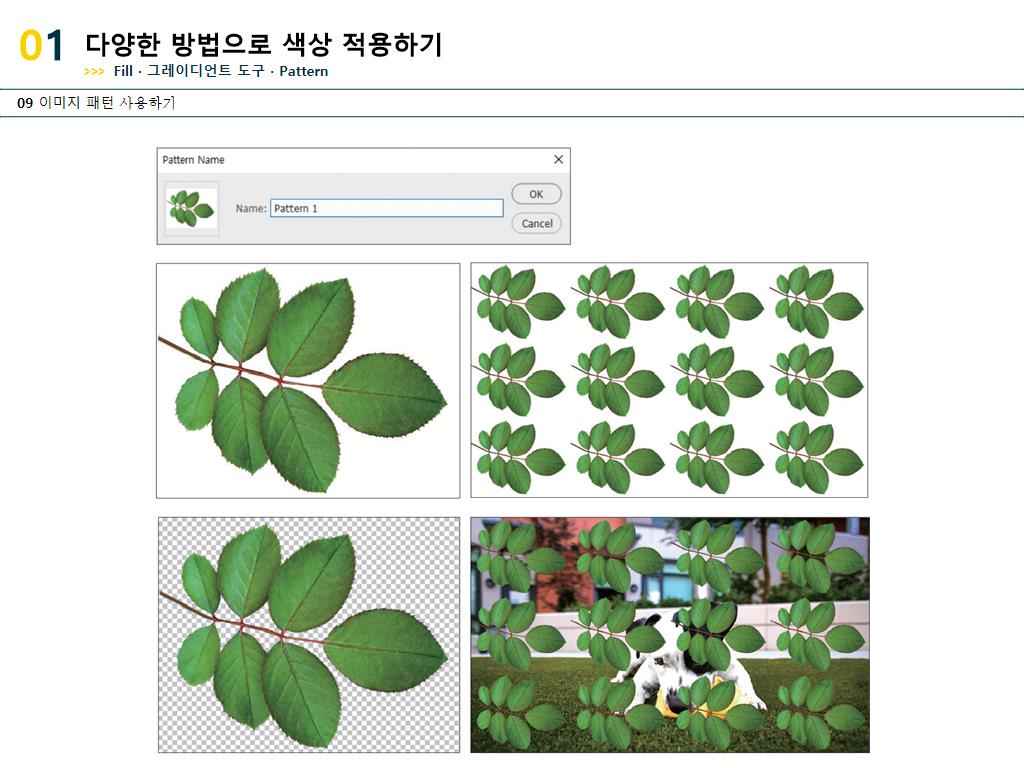 01 다양한 방법으로 색상 적용하기
>>> Fill · 그레이디언트 도구 · Pattern
09 이미지 패턴 사용하기
Pattern Name
OK
Name: Pattern 1
Cancel